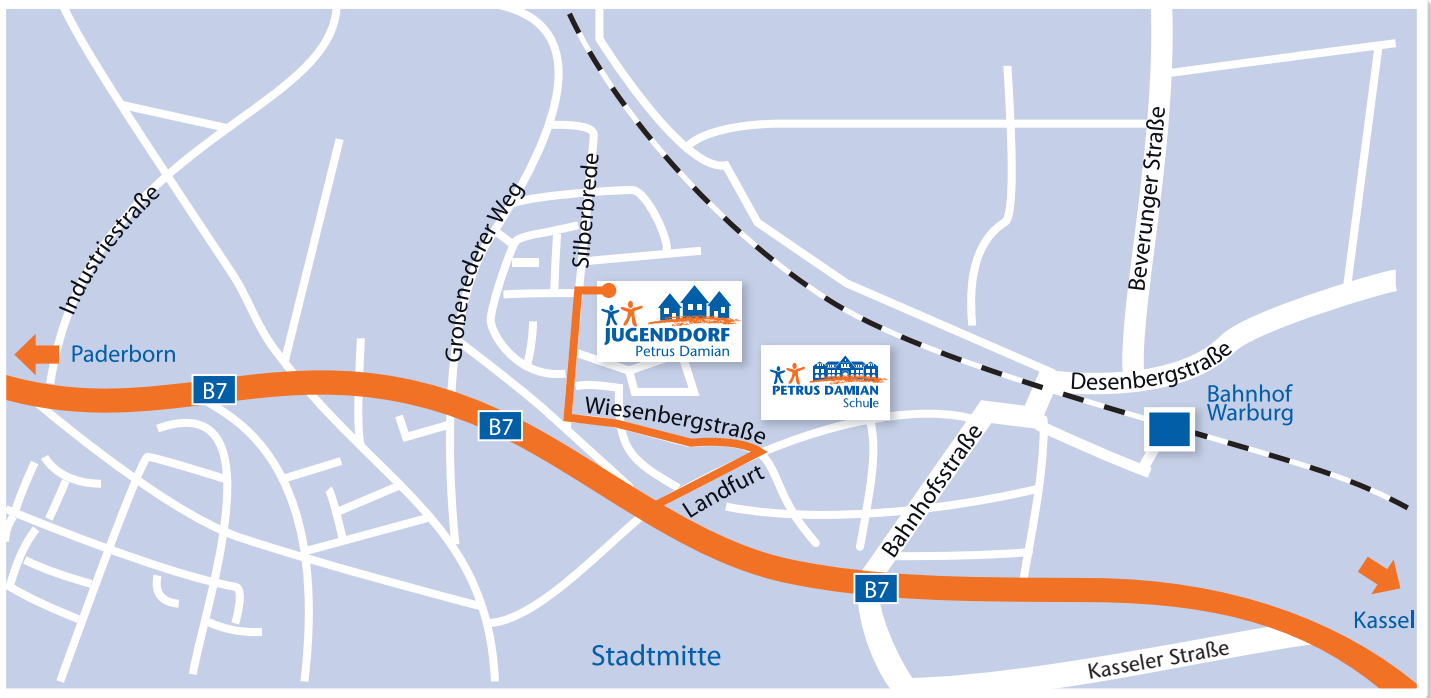 Industriestraße
Großenederer Weg
Silberbrede
Beverunger Straße
Paderborn
B7
JUGENDDORF
Petrus Damian
PETRUS DAMIAN
Schule
Desenbergstraße
Bahnhof
Warburg
B7
Wiesenbergstraße
Landfurt
Bahnhofsstraße
B7
Kassel
Stadtmitte
Kasseler Straße